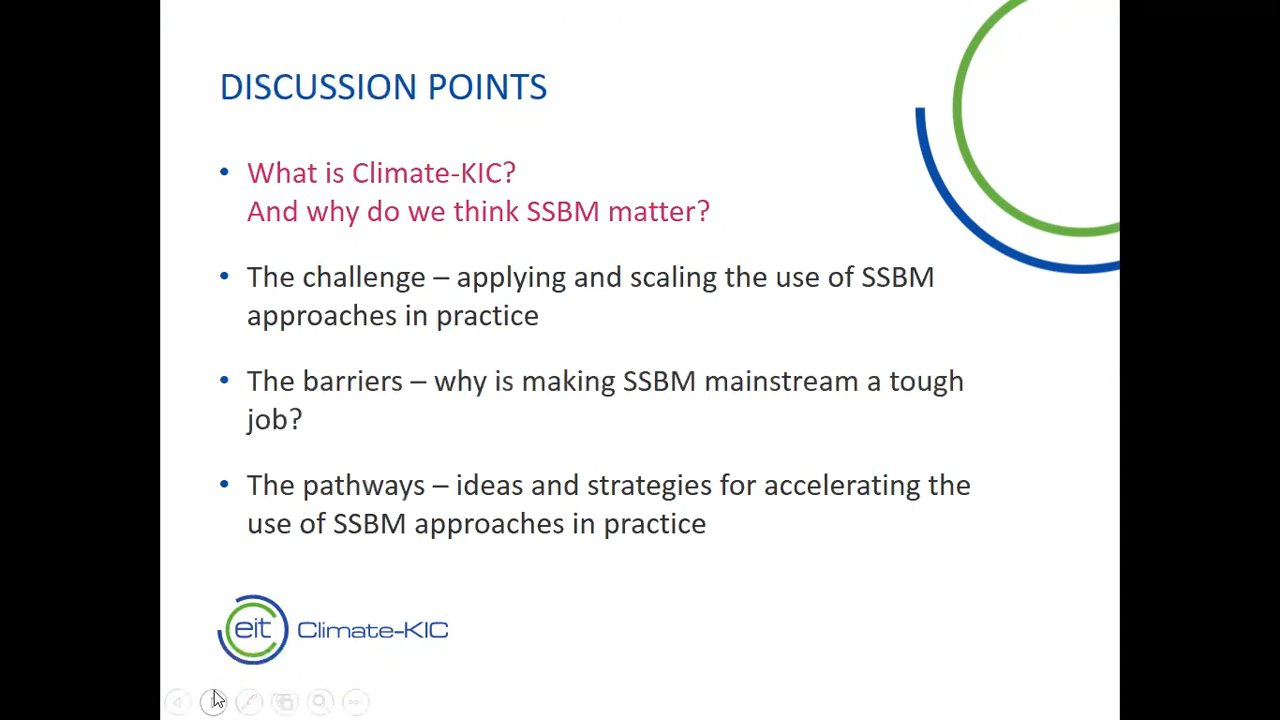 DISCUSSION POINTS
• What is Climate-KIC?
And why do we think SSBM matter?
• The challenge – applying and scaling the use of SSBM
approaches in practice
• The barriers – why is making SSBM mainstream a tough
job?
• The pathways – ideas and strategies for accelerating the
use of SSBM approaches in practice
eit Climate-KIC